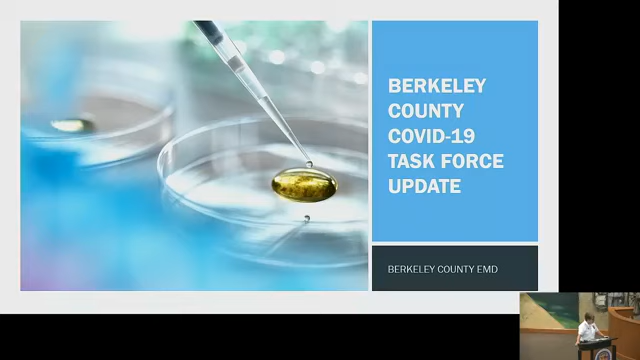 BERKELEY
COUNTY
COVID-19
TASK FORCE
UPDATE
BERKELEY COUNTY EMD